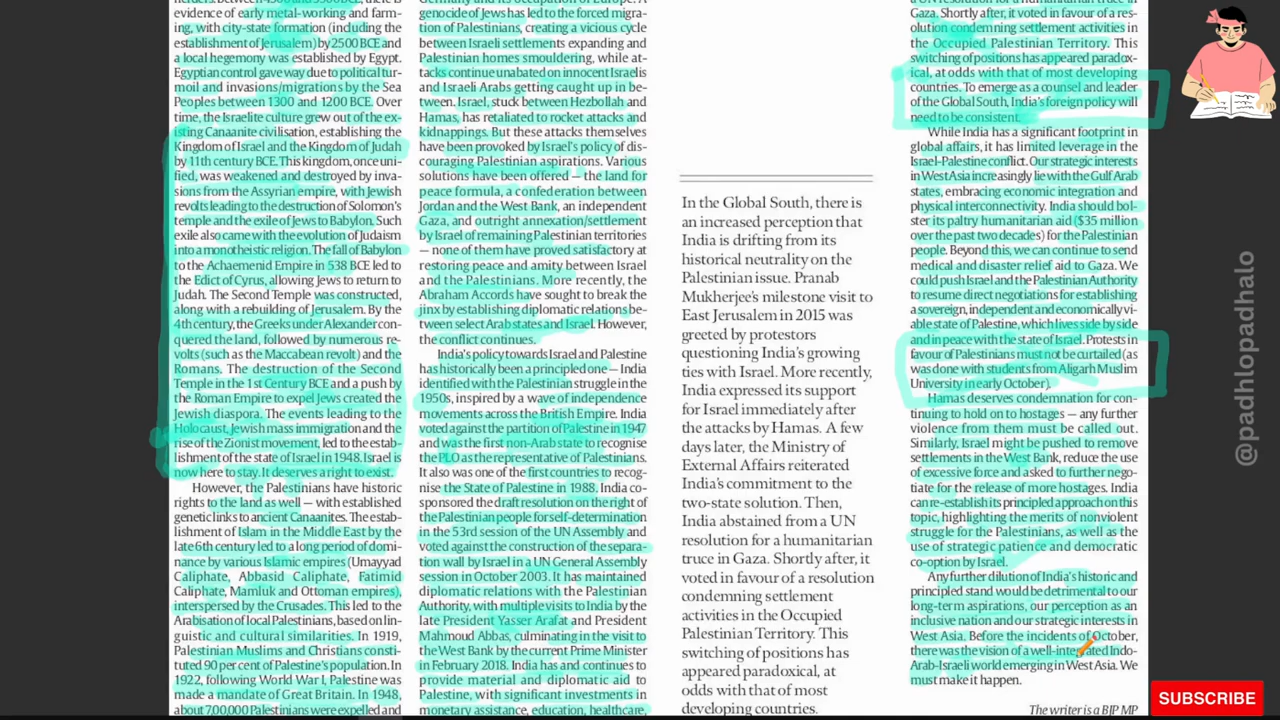 herders. Between 4500 and 3500 BCE, there is
evidence of early metal-working and farm-
ing, with city-state formation (including the
establishment of Jerusalem) by 2500 BCE and
a local hegemony was established by Egypt.
Egyptian control gave way due to political tur-
moil and invasions/migrations by the Sea
Peoples between 1300 and 1200 BCE. Over
time, the Israelite culture grew out of the ex-
isting Canaanite civilisation, establishing the
Kingdom of Israel and the Kingdom of Judah
by 11th century BCE. This kingdom, once uni-
fied, was weakened and destroyed by inva-
sions from the Assyrian empire, with Jewish
revolts leading to the destruction of Solomon's
temple and the exile of Jews to Babylon. Such
exile also came with the evolution of Judaism
into a monotheistic religion. The fall of Babylon
to the Achaemenid Empire in 538 BCE led to
the Edict of Cyrus, allowing Jews to return to
Judah. The Second Temple was constructed,
along with a rebuilding of Jerusalem. By the
4th century, the Greeks under Alexander con-
quered the land, followed by numerous re-
volts (such as the Maccabean revolt) and the
Romans. The destruction of the Second
Temple in the 1st Century BCE and a push by
the Roman Empire to expel Jews created the
Jewish diaspora. The events leading to the
Holocaust, Jewish mass immigration and the
rise of the Zionist movement, led to the estab-
lishment of the state of Israel in 1948. Israel is
now here to stay. It deserves a right to exist.
However, the Palestinians have historic
rights to the land as well — with established
genetic links to ancient Canaanites. The estab-
lishment of Islam in the Middle East by the
late 6th century led to a long period of domi-
nance by various Islamic empires (Umayyad
Caliphate, Abbasid Caliphate, Fatimid
Caliphate, Mamluk and Ottoman empires),
interspersed by the Crusades. This led to the
Arabisation of local Palestinians, based on lin-
guistic and cultural similarities. In 1919,
Palestinian Muslims and Christians consti-
tuted 90 per cent of Palestine's population. In
1922, following World War I, Palestine was
made a mandate of Great Britain. In 1948,
about 7,00,000 Palestinians were expelled and
Germany and its occupation of Europe. A
genocide of Jews has led to the forced migra-
tion of Palestinians, creating a vicious cycle
between Israeli settlements expanding and
Palestinian homes smouldering, while at-
tacks continue unabated on innocent Israelis
and Israeli Arabs getting caught up in be-
tween. Israel, stuck between Hezbollah and
Hamas, has retaliated to rocket attacks and
kidnappings. But these attacks themselves
have been provoked by Israel's policy of dis-
couraging Palestinian aspirations. Various
solutions have been offered — the land for
peace formula, a confederation between
Jordan and the West Bank, an independent
Gaza, and outright annexation/settlement
by Israel of remaining Palestinian territories
— none of them have proved satisfactory at
restoring peace and amity between Israel
and the Palestinians. More recently, the
Abraham Accords have sought to break the
jinx by establishing diplomatic relations be-
tween select Arab states and Israel. However,
the conflict continues.
India's policy towards Israel and Palestine
has historically been a principled one — India
identified with the Palestinian struggle in the
1950s, inspired by a wave of independence
movements across the British Empire. India
voted against the partition of Palestine in 1947
and was the first non-Arab state to recognise
the PLO as the representative of Palestinians.
It also was one of the first countries to recog-
nise the State of Palestine in 1988. India co-
sponsored the draft resolution on the right of
the Palestinian people for self-determination
in the 53rd session of the UN Assembly and
voted against the construction of the separa-
tion wall by Israel in a UN General Assembly
session in October 2003. It has maintained
diplomatic relations with the Palestinian
Authority, with multiple visits to India by the
late President Yasser Arafat and President
Mahmoud Abbas, culminating in the visit to
the West Bank by the current Prime Minister
in February 2018. India has and continues to
provide material and diplomatic aid to
Palestine, with significant investments in
monetary assistance, education, healthcare,
In the Global South, there is
an increased perception that
India is drifting from its
historical neutrality on the
Palestinian issue. Pranab
Mukherjee's milestone visit to
East Jerusalem in 2015 was
greeted by protestors
questioning India's growing
ties with Israel. More recently,
India expressed its support
for Israel immediately after
the attacks by Hamas. A few
days later, the Ministry of
External Affairs reiterated
India's commitment to the
two-state solution. Then,
India abstained from a UN
resolution for a humanitarian
truce in Gaza. Shortly after, it
voted in favour of a resolution
condemning settlement
activities in the Occupied
Palestinian Territory. This
switching of positions has
appeared paradoxical, at
odds with that of most
developing countries.
a UN resolution for a humanitarian truce in
Gaza. Shortly after, it voted in favour of a res-
olution condemning settlement activities in
the Occupied Palestinian Territory. This
switching of positions has appeared paradox-
ical, at odds with that of most developing
countries. To emerge as a counsel and leader
of the Global South, India's foreign policy will
need to be consistent.
While India has a significant footprint in
global affairs, it has limited leverage in the
Israel-Palestine conflict. Our strategic interests
in West Asia increasingly lie with the Gulf Arab
states, embracing economic integration and
physical interconnectivity. India should bol-
ster its paltry humanitarian aid ($35 million
over the past two decades) for the Palestinian
people. Beyond this, we can continue to send
medical and disaster relief aid to Gaza. We
could push Israel and the Palestinian Authority
to resume direct negotiations for establishing
a sovereign, independent and economically vi-
able state of Palestine, which lives side by side
and in peace with the state of Israel. Protests in
favour of Palestinians must not be curtailed (as
was done with students from Aligarh Muslim
University in early October).
Hamas deserves condemnation for con-
tinuing to hold on to hostages — any further
violence from them must be called out.
Similarly, Israel might be pushed to remove
settlements in the West Bank, reduce the use
of excessive force and asked to further nego-
tiate for the release of more hostages. India
can re-establish its principled approach on this
topic, highlighting the merits of nonviolent
struggle for the Palestinians, as well as the
use of strategic patience and democratic
co-option by Israel.
Any further dilution of India's historic and
principled stand would be detrimental to our
long-term aspirations, our perception as an
inclusive nation and our strategic interests in
West Asia. Before the incidents of October,
there was the vision of a well-integrated Indo-
Arab-Israeli world emerging in West Asia. We
must make it happen.
The writer is a BJP MP
@padhlopadhalo
SUBSCRIBE